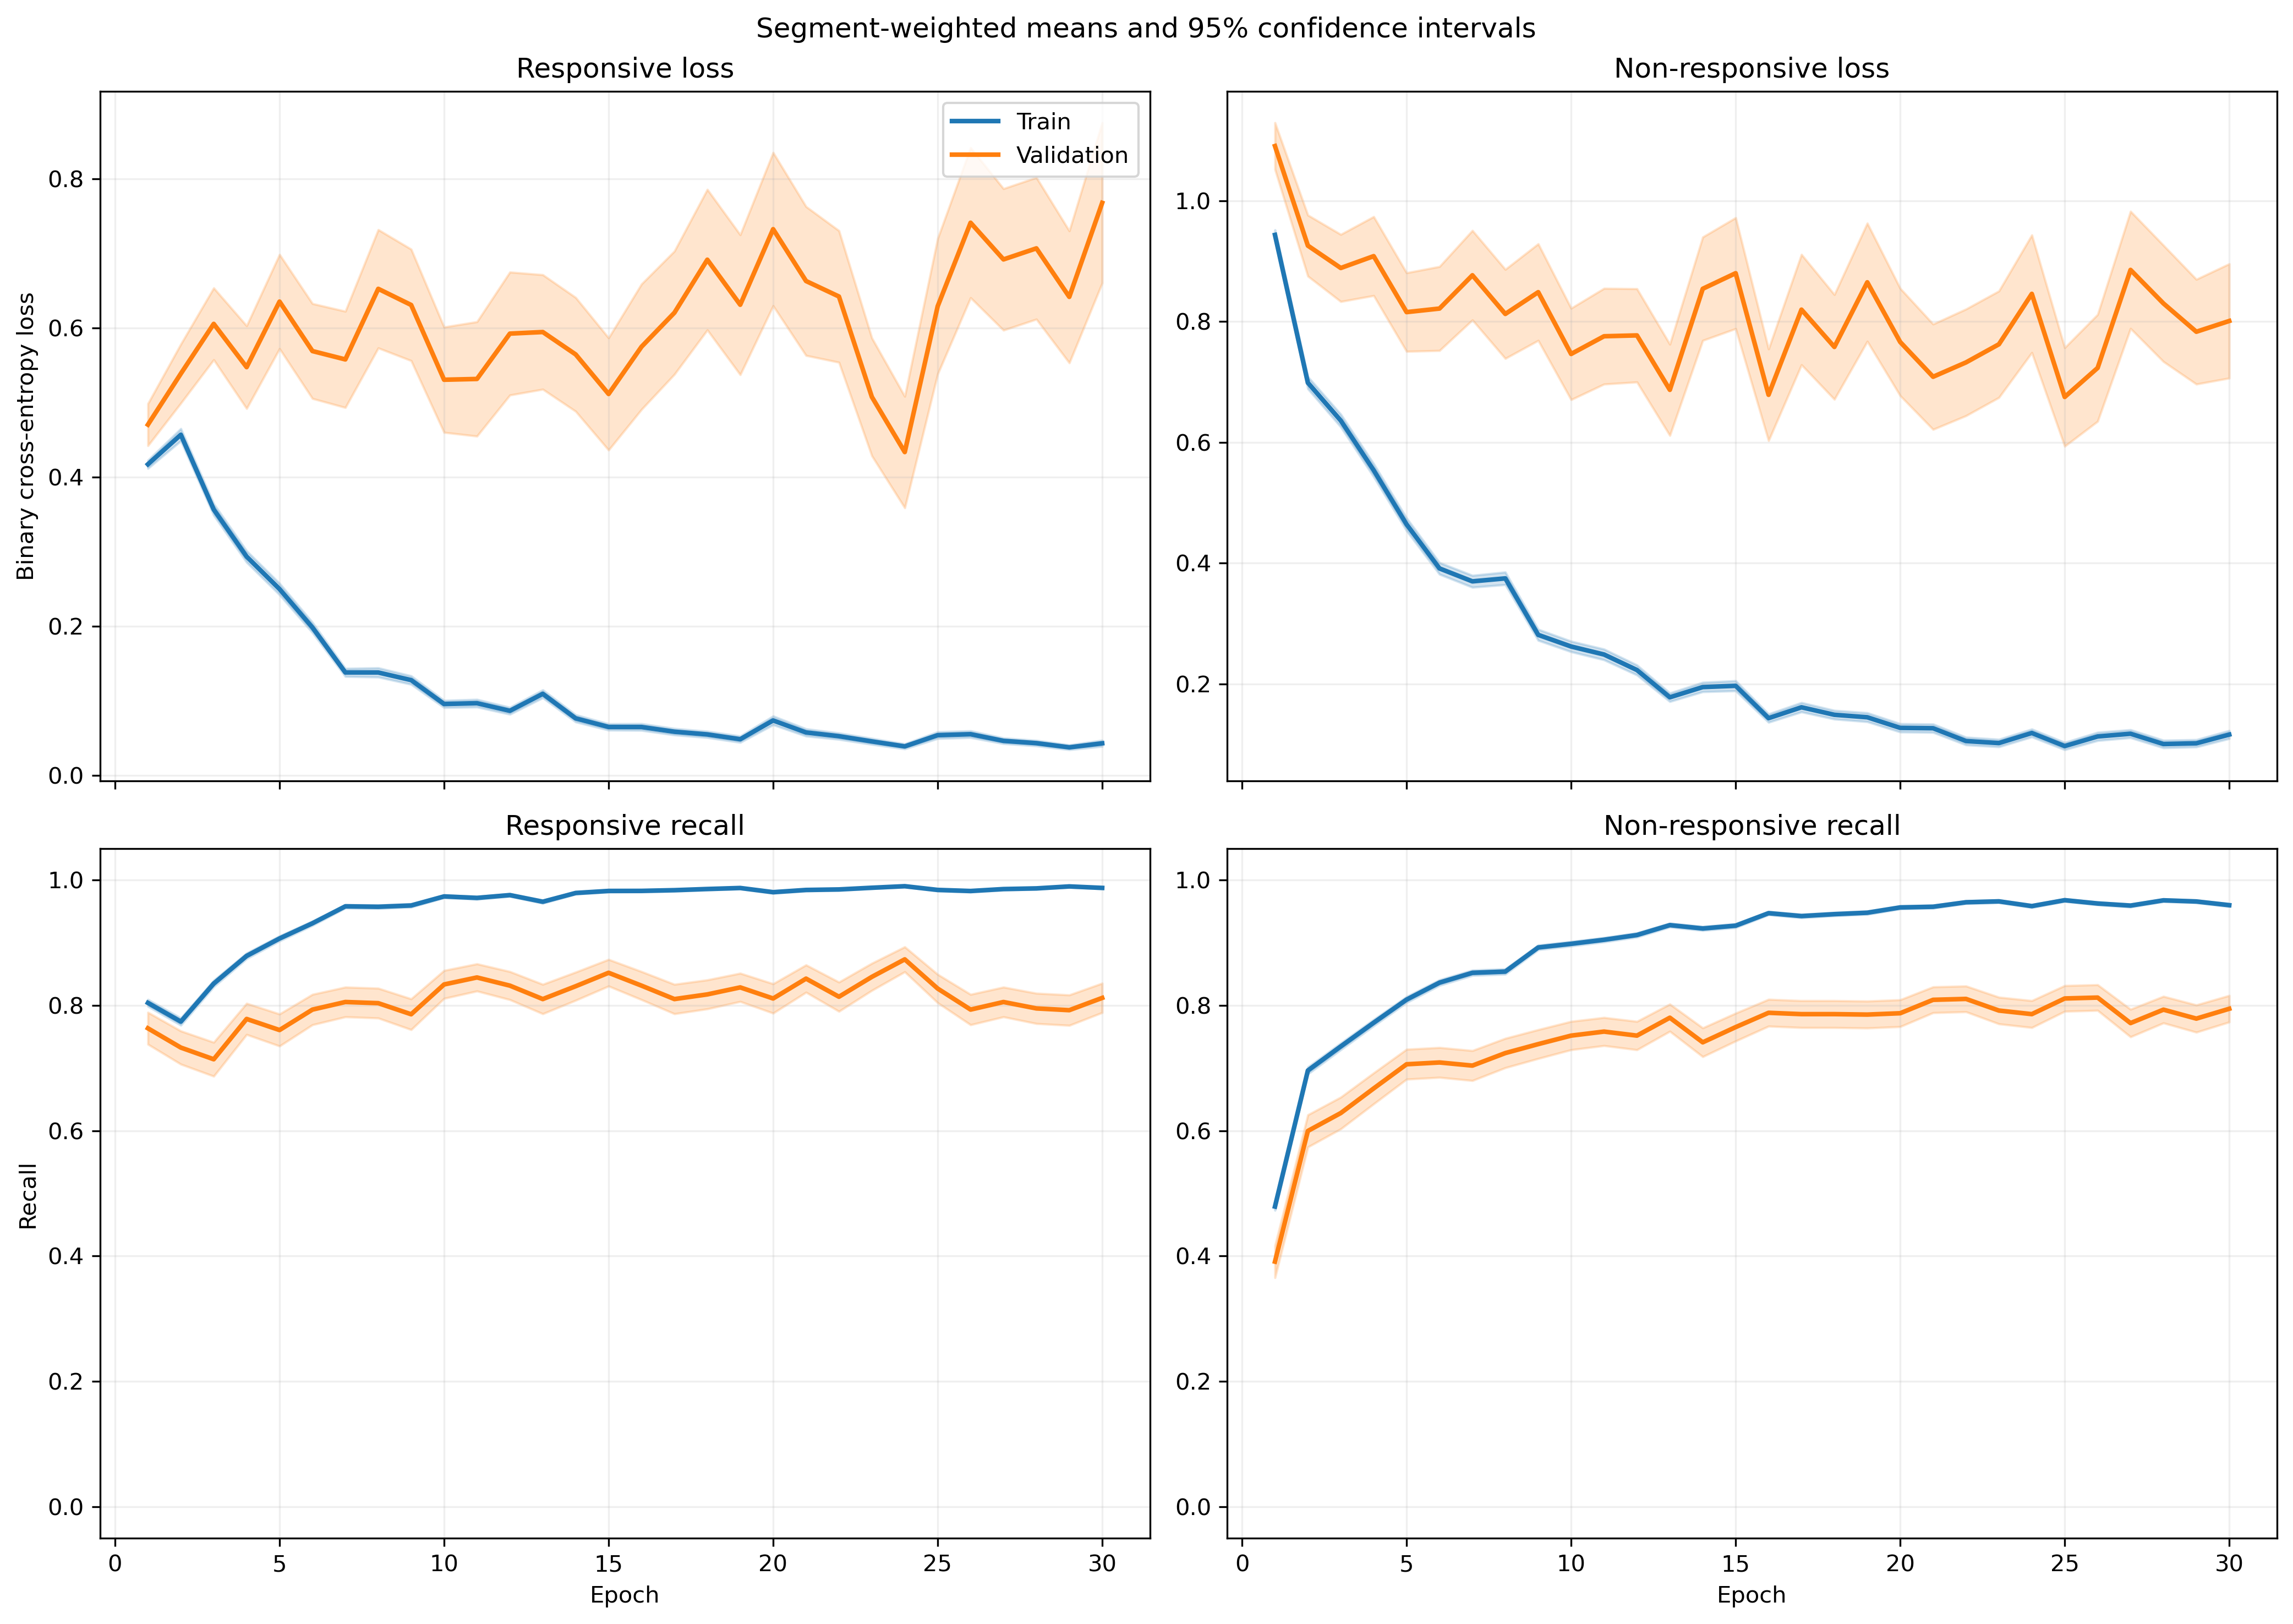 Segment-weighted means and 95% confidence intervals
Responsive loss
Non-responsive loss
Train
Validation
Binary cross-entropy loss
0.8
0.6
0.4
0.2
0.0
1.0
0.8
0.6
0.4
0.2
Responsive recall
Non-responsive recall
Recall
1.0
0.8
0.6
0.4
0.2
0.0
0 5 10 15 20 25 30
Epoch
1.0
0.8
0.6
0.4
0.2
0.0
0 5 10 15 20 25 30
Epoch